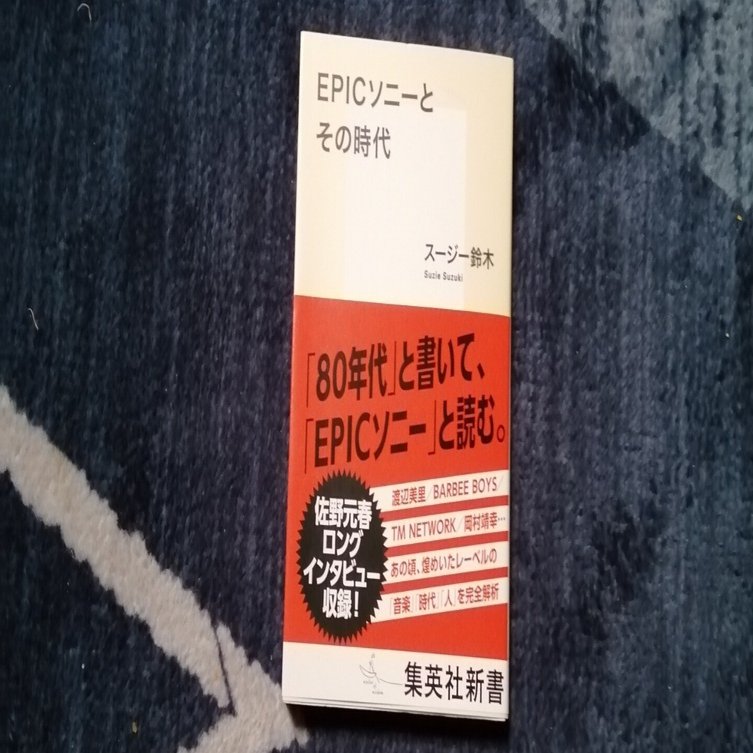 EPICソニーと
その時代
スージー鈴木
Suzie Suzuki
「80年代」と書いて、
「EPICソニー」と読む。
佐野元春
ロング
インタビュー
収録!
渡辺美里/BARBEE BOYS/
TM NETWORK/岡村靖幸…
あの頃、煌めいたレーベルの
「音楽」「時代」「人」を完全解析
集英社新書